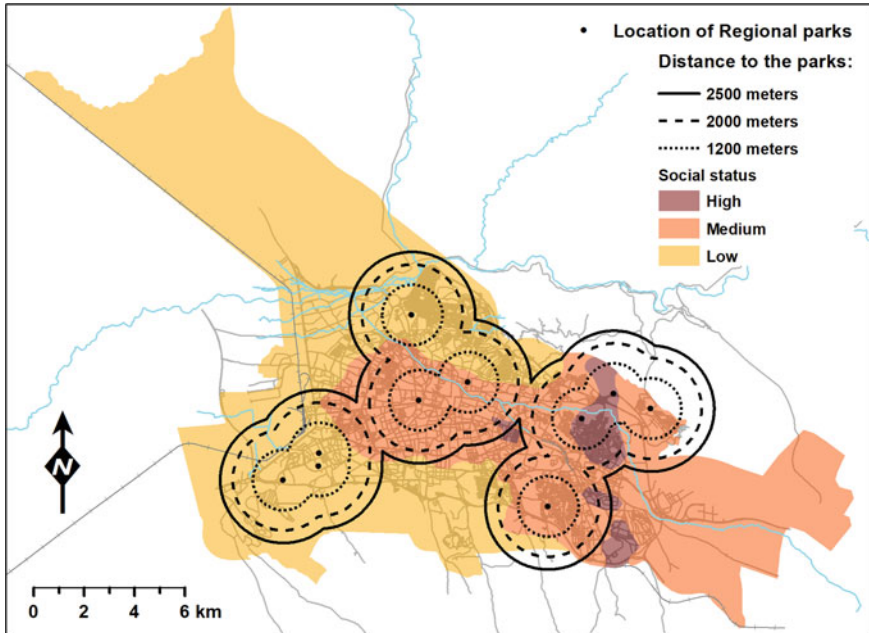 Location of Regional parks
Distance to the parks:
2500 meters
2000 meters
1200 meters
Social status
High
Medium
Low
N
0 2 4 6 km